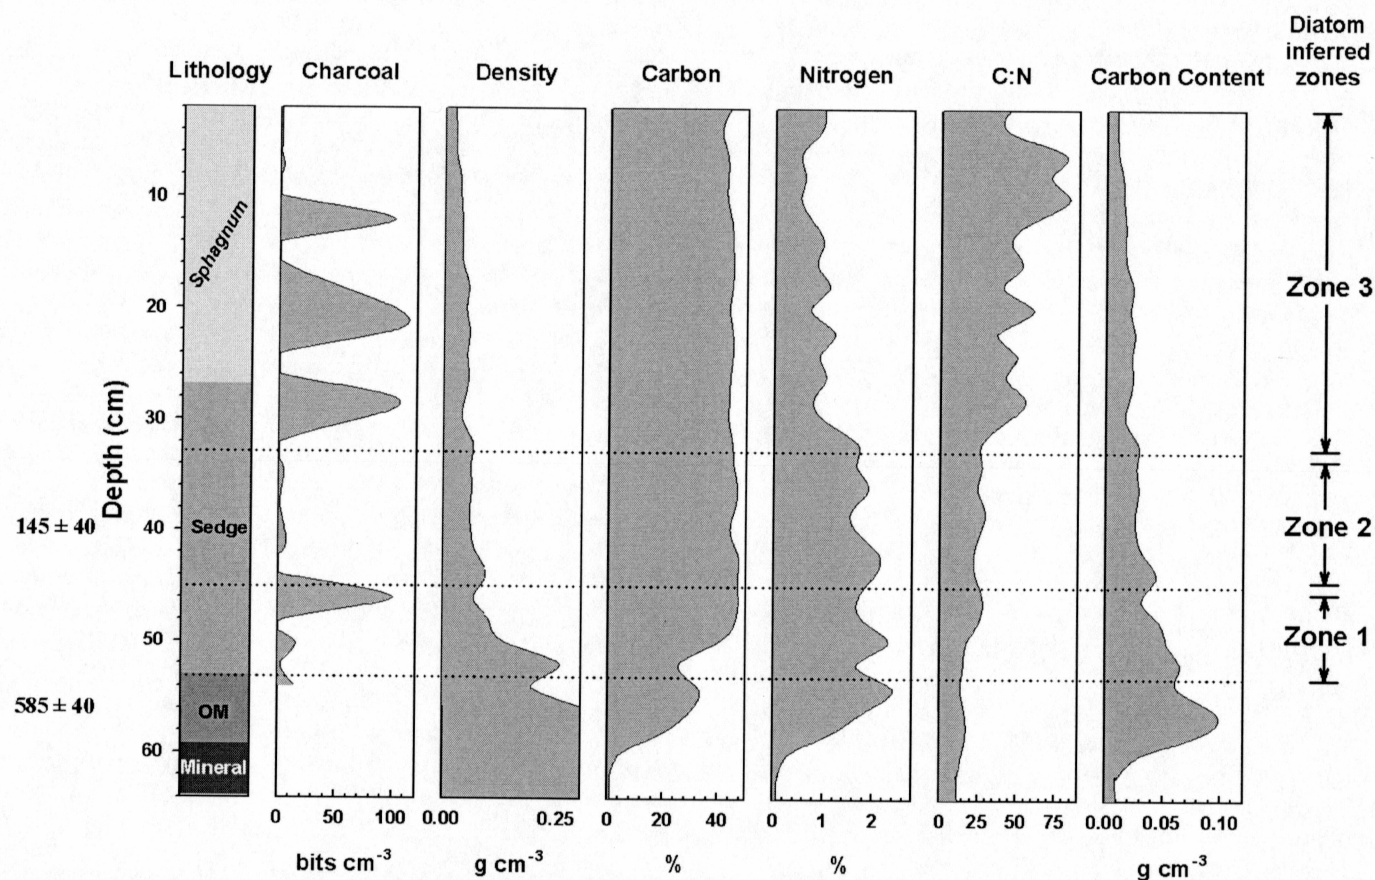 Diatom
inferred
zones
Lithology Charcoal Density Carbon Nitrogen C:N Carbon Content
Depth (cm)
10
20
30
40
50
60
145 ± 40
585 ± 40
Sphagnum
Sedge
OM
Mineral
Zone 3
Zone 2
Zone 1
0 50 100 0.00 0.25 0 20 40 0 1 2 0 25 50 75 0.00 0.05 0.10
bits cm-3 g cm-3 % % g cm-3